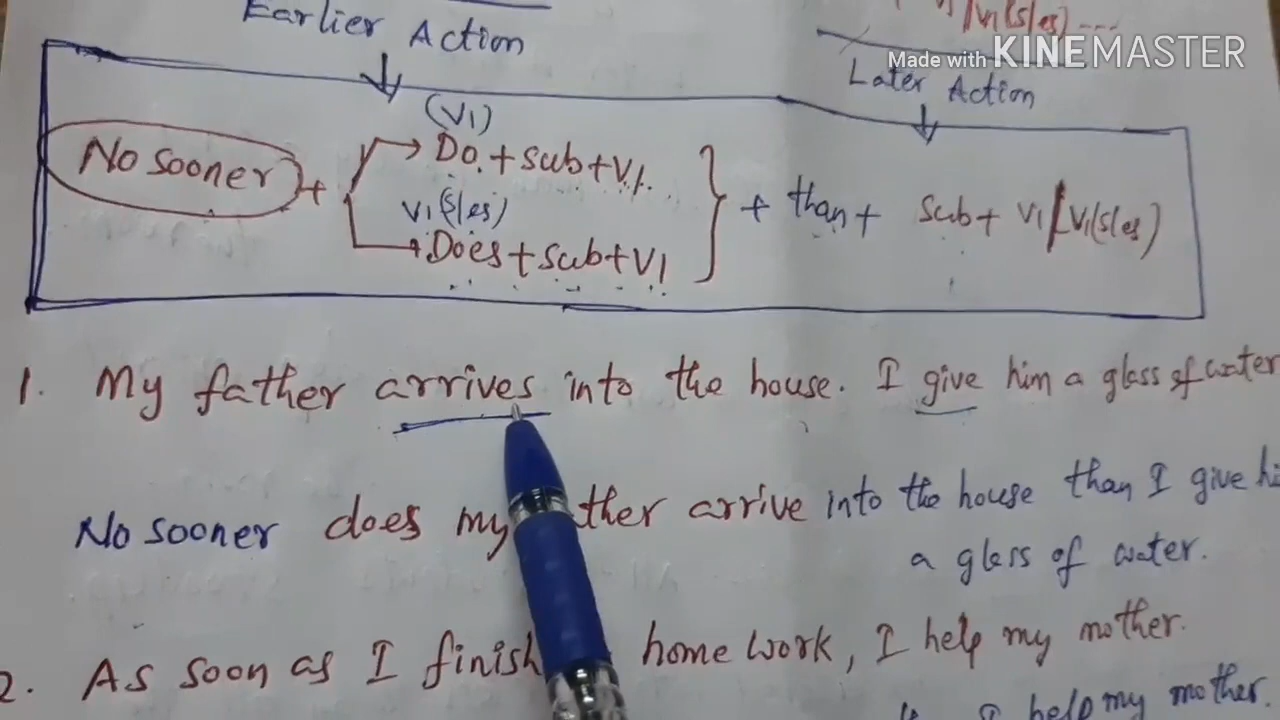 Earlier Action
V1(s/es)...
Made with KINEMASTER
Later Action
(V1)
No sooner + Do + sub + V1.
V1(s/es)
Does + sub + V1
+ than + sub + V1/V1(s/es)
1. My father arrives into the house. I give him a glass of water
No sooner does my ther arrive into the house than I give hi
a glass of water.
2. As soon as I finish home work, I help my mother.
I help my mother.